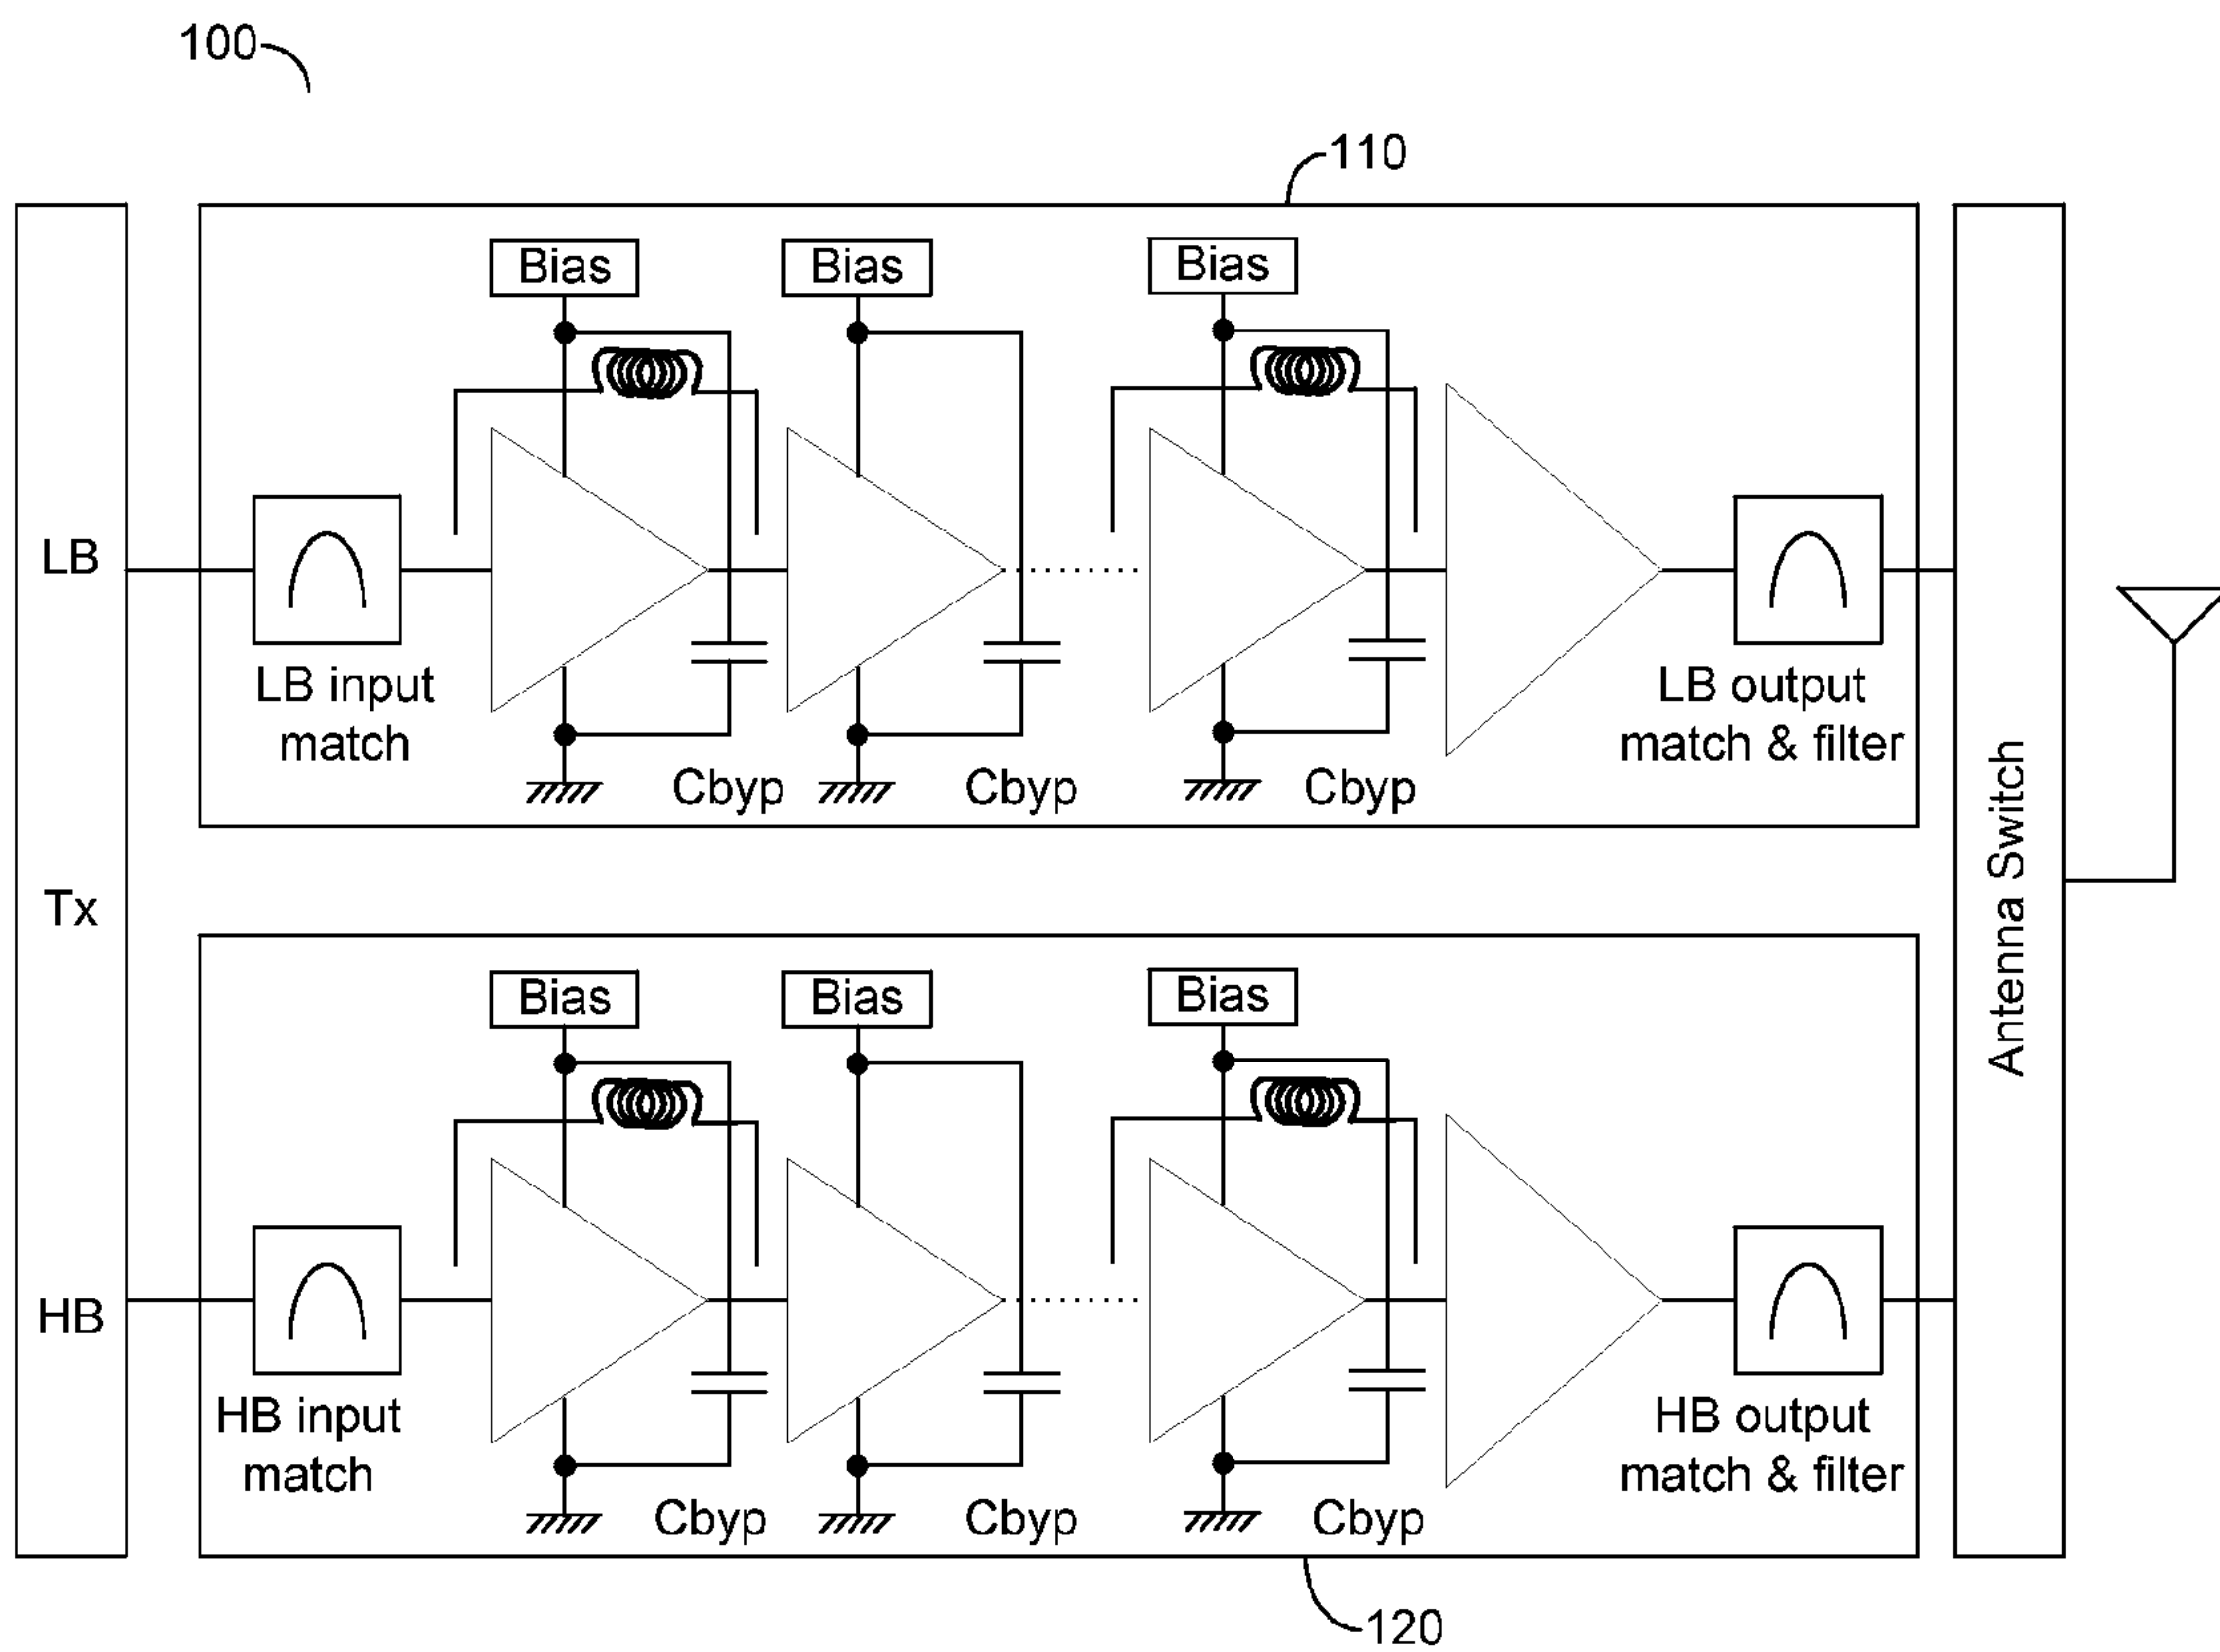 100
110
Bias Bias Bias
LB
LB input
match
LB output
match & filter
Cbyp Cbyp Cbyp
Tx
Antenna Switch
Bias Bias Bias
HB
HB input
match
HB output
match & filter
Cbyp Cbyp Cbyp
120